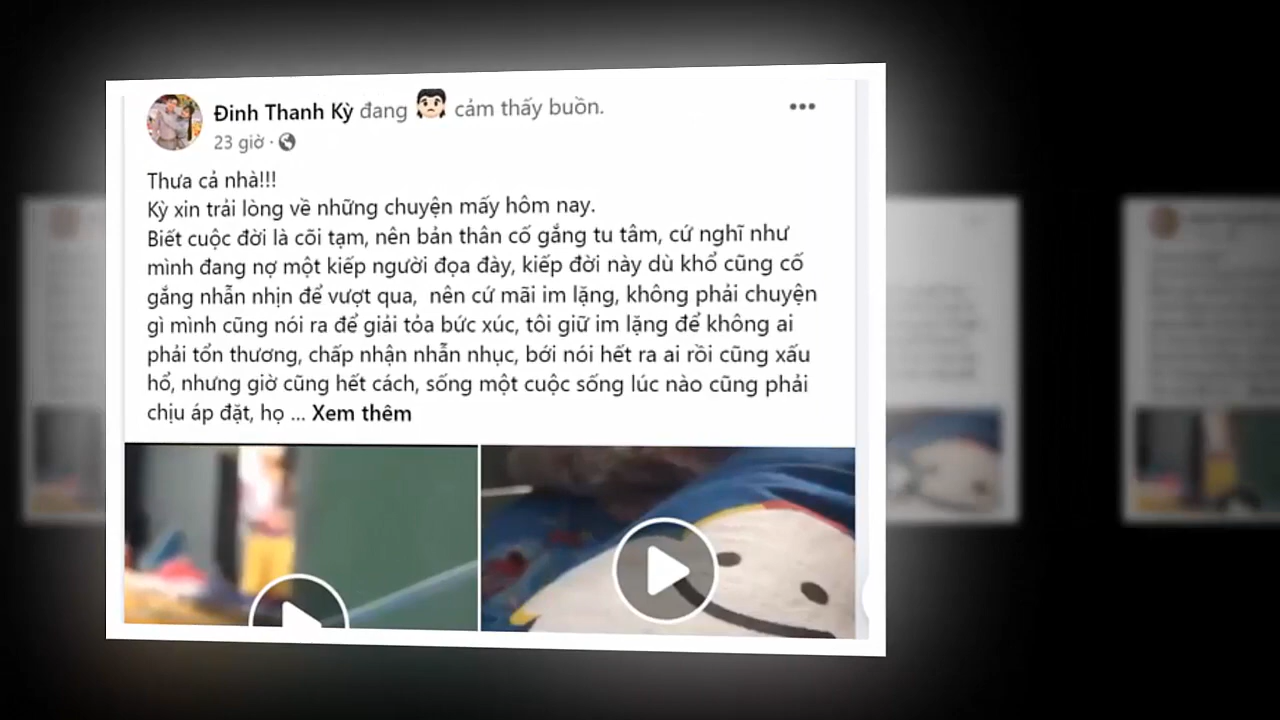 Đinh Thanh Kỳ đang cảm thấy buồn.
23 giờ ·
Thưa cả nhà!!!
Kỳ xin trải lòng về những chuyện mấy hôm nay.
Biết cuộc đời là cõi tạm, nên bản thân cố gắng tu tâm, cứ nghĩ như
mình đang nợ một kiếp người đọa đày, kiếp đời này dù khổ cũng cố
gắng nhẫn nhịn để vượt qua, nên cứ mãi im lặng, không phải chuyện
gì mình cũng nói ra để giải tỏa bức xúc, tôi giữ im lặng để không ai
phải tổn thương, chấp nhận nhẫn nhục, bới nói hết ra ai rồi cũng xấu
hổ, nhưng giờ cũng hết cách, sống một cuộc sống lúc nào cũng phải
chịu áp đặt, họ ... Xem thêm